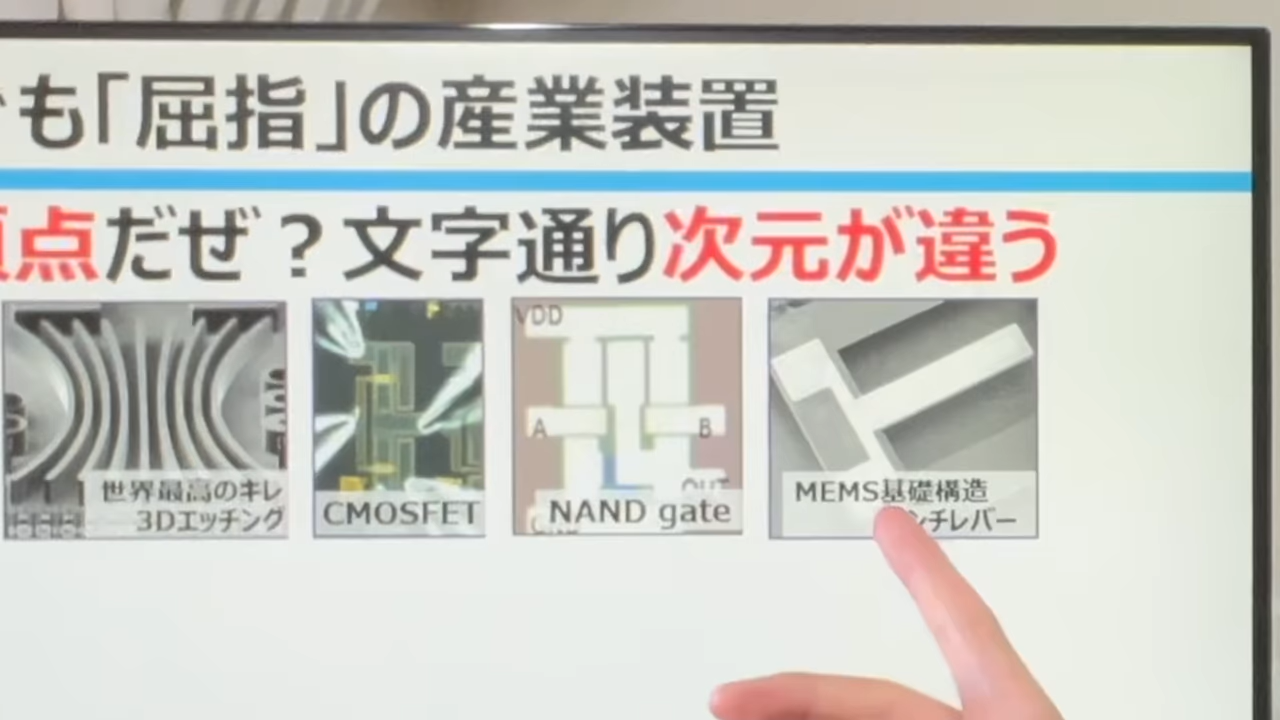 も「屈指」の産業装置
点だぜ？文字通り次元が違う
世界最高のキレ
3Dエッチング
CMOSFET
VDD
A
B
OUT
NAND gate
MEMS基礎構造
ンチレバー